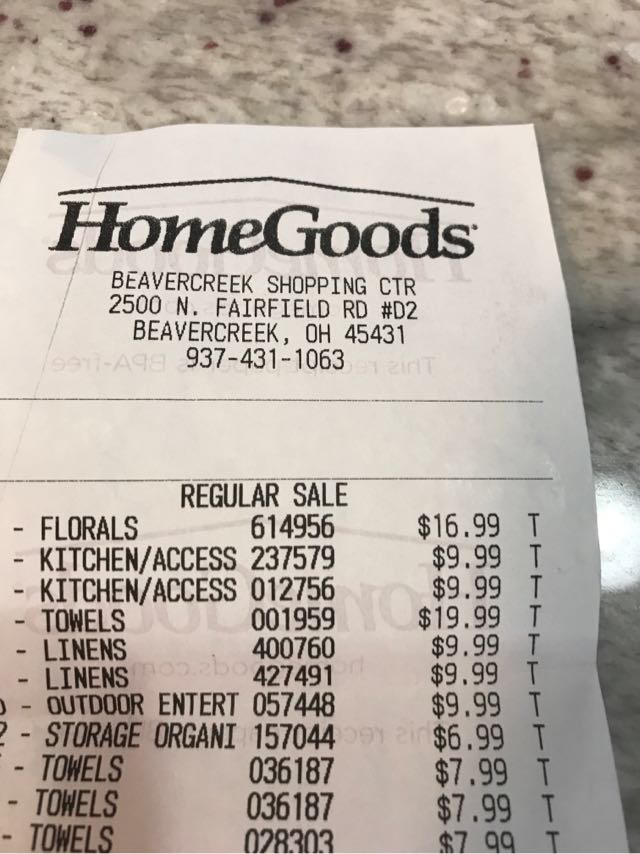 HomeGoods
BEAVERCREEK SHOPPING CTR
2500 N. FAIRFIELD RD #D2
BEAVERCREEK, OH 45431
937-431-1063
REGULAR SALE
- FLORALS 614956 $16.99 T
- KITCHEN/ACCESS 237579 $9.99 T
- KITCHEN/ACCESS 012756 $9.99 T
- TOWELS 001959 $19.99 T
- LINENS 400760 $9.99 T
- LINENS 427491 $9.99 T
- OUTDOOR ENTERT 057448 $9.99 T
- STORAGE ORGANI 157044 $6.99 T
- TOWELS 036187 $7.99 T
- TOWELS 036187 $7.99 T
- TOWELS 028303 $7.99 T